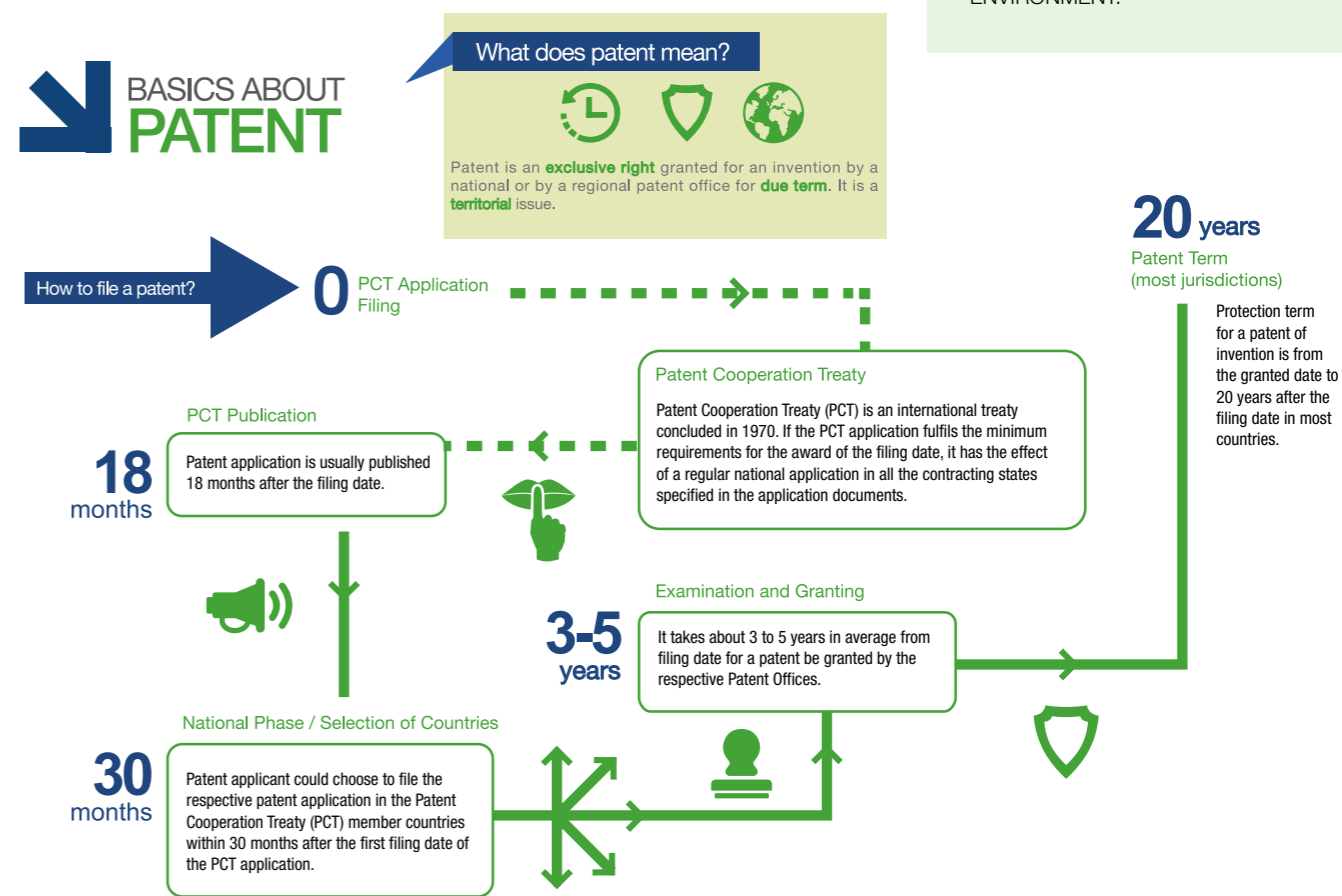 ENVIRONMENT.
What does patent mean?
BASICS ABOUT
PATENT
Patent is an exclusive right granted for an invention by a
national or by a regional patent office for due term. It is a
territorial issue.
20 years
Patent Term
(most jurisdictions)
Protection term
for a patent of
invention is from
the granted date to
20 years after the
filing date in most
countries.
How to file a patent?
0 PCT Application
Filing
Patent Cooperation Treaty
Patent Cooperation Treaty (PCT) is an international treaty
concluded in 1970. If the PCT application fulfils the minimum
requirements for the award of the filing date, it has the effect
of a regular national application in all the contracting states
specified in the application documents.
PCT Publication
18
months
Patent application is usually published
18 months after the filing date.
Examination and Granting
3-5
years
It takes about 3 to 5 years in average from
filing date for a patent be granted by the
respective Patent Offices.
National Phase / Selection of Countries
30
months
Patent applicant could choose to file the
respective patent application in the Patent
Cooperation Treaty (PCT) member countries
within 30 months after the first filing date of
the PCT application.